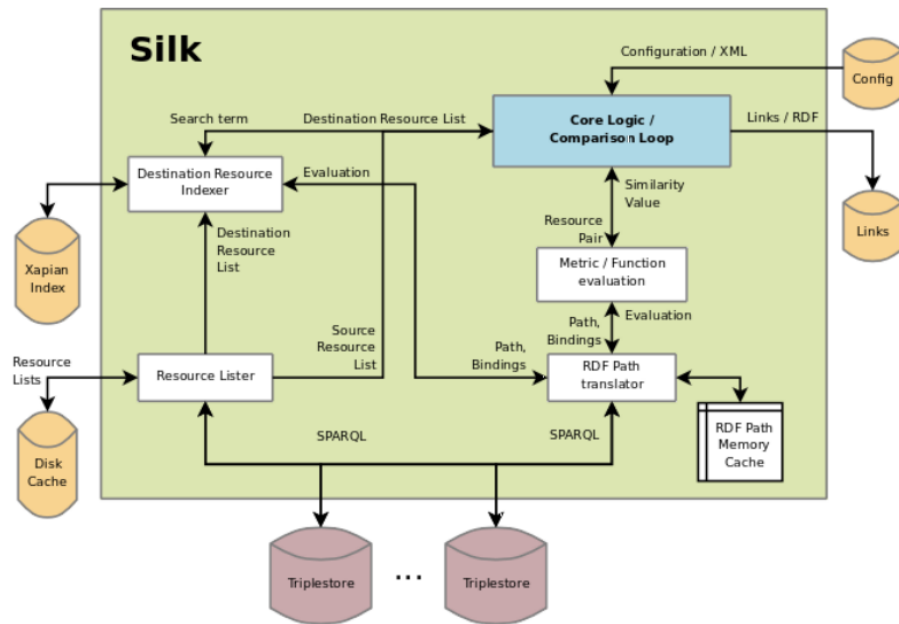 Silk
Configuration / XML
Config
Search term
Destination Resource List
Core Logic /
Comparison Loop
Links / RDF
Destination Resource
Indexer
Evaluation
Similarity
Value
Links
Destination
Resource
List
Resource
Pair
Xapian
Index
Metric / Function
evaluation
Resource
Lists
Source
Resource
List
Path,
Bindings
Path,
Bindings
Evaluation
Resource Lister
RDF Path
translator
Disk
Cache
SPARQL
SPARQL
RDF Path
Memory
Cache
Triplestore
...
Triplestore